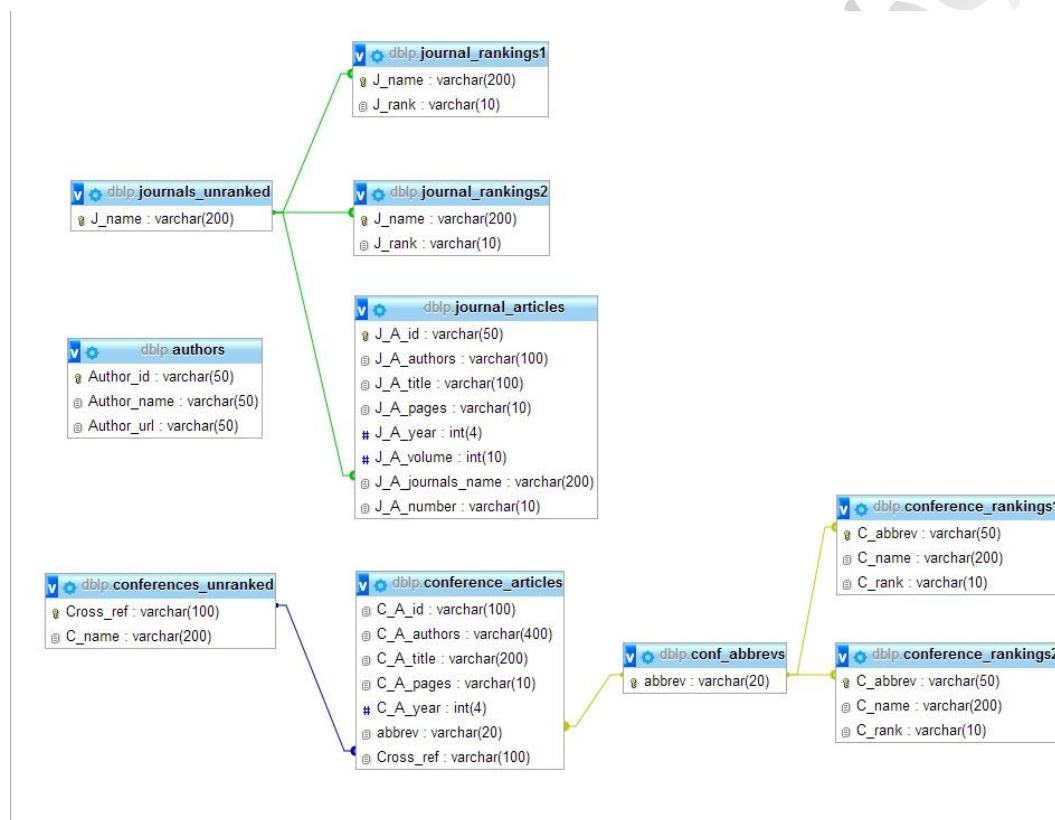 dblp.journal_rankings1
J_name : varchar(200)
J_rank : varchar(10)
dblp.journals_unranked
J_name : varchar(200)
dblp.journal_rankings2
J_name : varchar(200)
J_rank : varchar(10)
dblp.journal_articles
J_A_id : varchar(50)
J_A_authors : varchar(100)
J_A_title : varchar(100)
J_A_pages : varchar(10)
# J_A_year : int(4)
# J_A_volume : int(10)
J_A_journals_name : varchar(200)
J_A_number : varchar(10)
dblp.authors
Author_id : varchar(50)
Author_name : varchar(50)
Author_url : varchar(50)
dblp.conferences_unranked
Cross_ref : varchar(100)
C_name : varchar(200)
dblp.conference_articles
C_A_id : varchar(100)
C_A_authors : varchar(400)
C_A_title : varchar(200)
C_A_pages : varchar(10)
# C_A_year : int(4)
abbrev : varchar(20)
Cross_ref : varchar(100)
dblp.conf_abbrevs
abbrev : varchar(20)
dblp.conference_rankings1
C_abbrev : varchar(50)
C_name : varchar(200)
C_rank : varchar(10)
dblp.conference_rankings2
C_abbrev : varchar(50)
C_name : varchar(200)
C_rank : varchar(10)